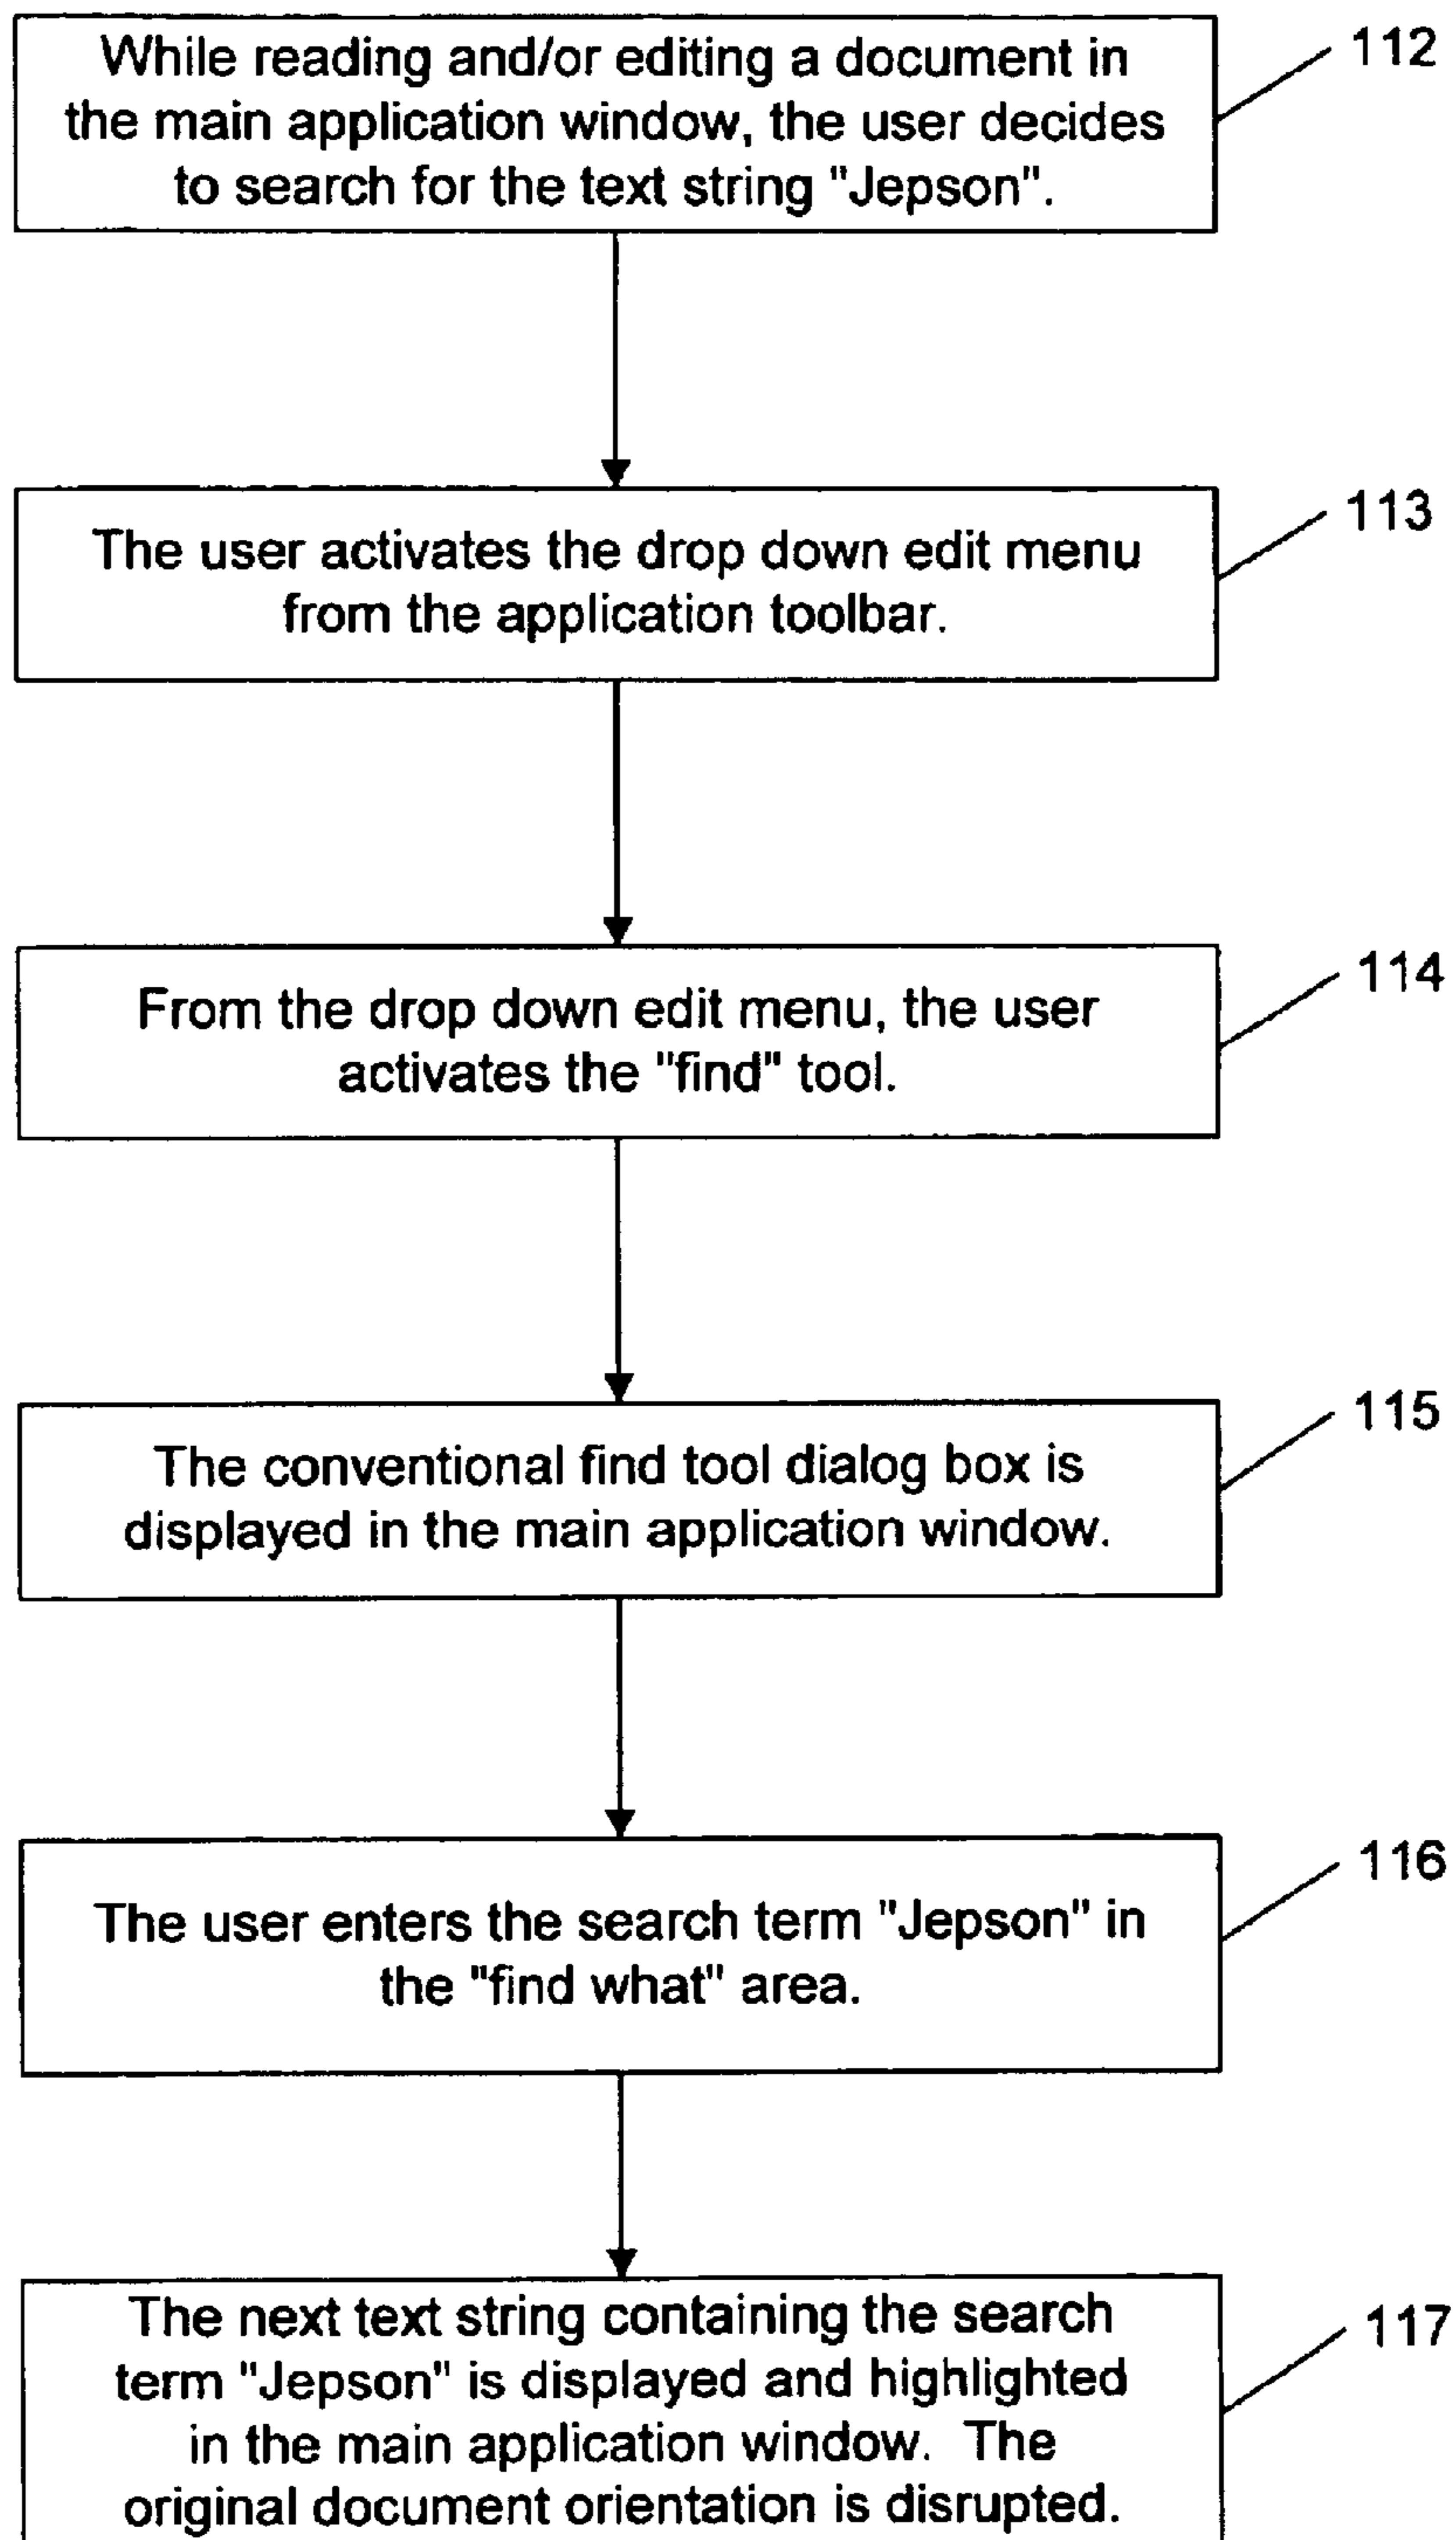 While reading and/or editing a document in
the main application window, the user decides
to search for the text string "Jepson".
112
The user activates the drop down edit menu
from the application toolbar.
113
From the drop down edit menu, the user
activates the "find" tool.
114
The conventional find tool dialog box is
displayed in the main application window.
115
The user enters the search term "Jepson" in
the "find what" area.
116
The next text string containing the search
term "Jepson" is displayed and highlighted
in the main application window. The
original document orientation is disrupted.
117